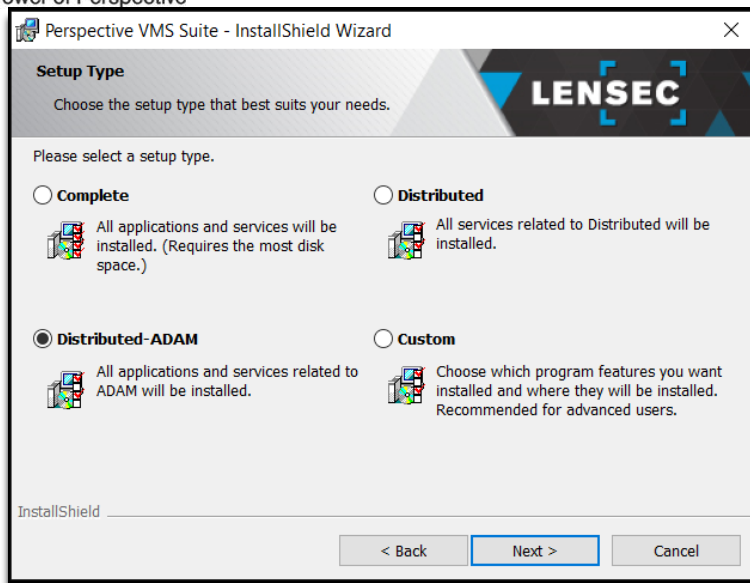 ower of Perspective
Perspective VMS Suite - InstallShield Wizard
Setup Type
Choose the setup type that best suits your needs.
LENSEC
Please select a setup type.
Complete
All applications and services will be
installed. (Requires the most disk
space.)
Distributed
All services related to Distributed will be
installed.
Distributed-ADAM
All applications and services related to
ADAM will be installed.
Custom
Choose which program features you want
installed and where they will be installed.
Recommended for advanced users.
InstallShield
< Back
Next >
Cancel